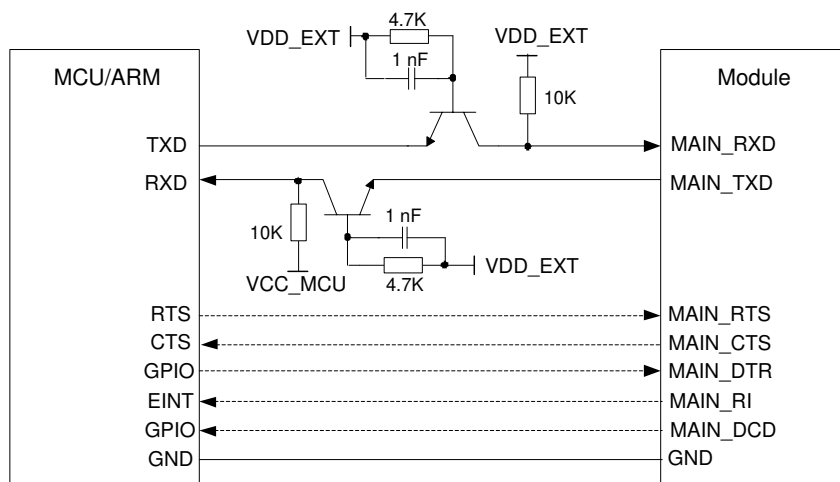 4.7K
VDD_EXT
VDD_EXT
1 nF
MCU/ARM
Module
10K
TXD
MAIN_RXD
RXD
MAIN_TXD
1 nF
10K
VDD_EXT
VCC_MCU
4.7K
RTS
MAIN_RTS
CTS
MAIN_CTS
GPIO
MAIN_DTR
EINT
MAIN_RI
GPIO
MAIN_DCD
GND
GND